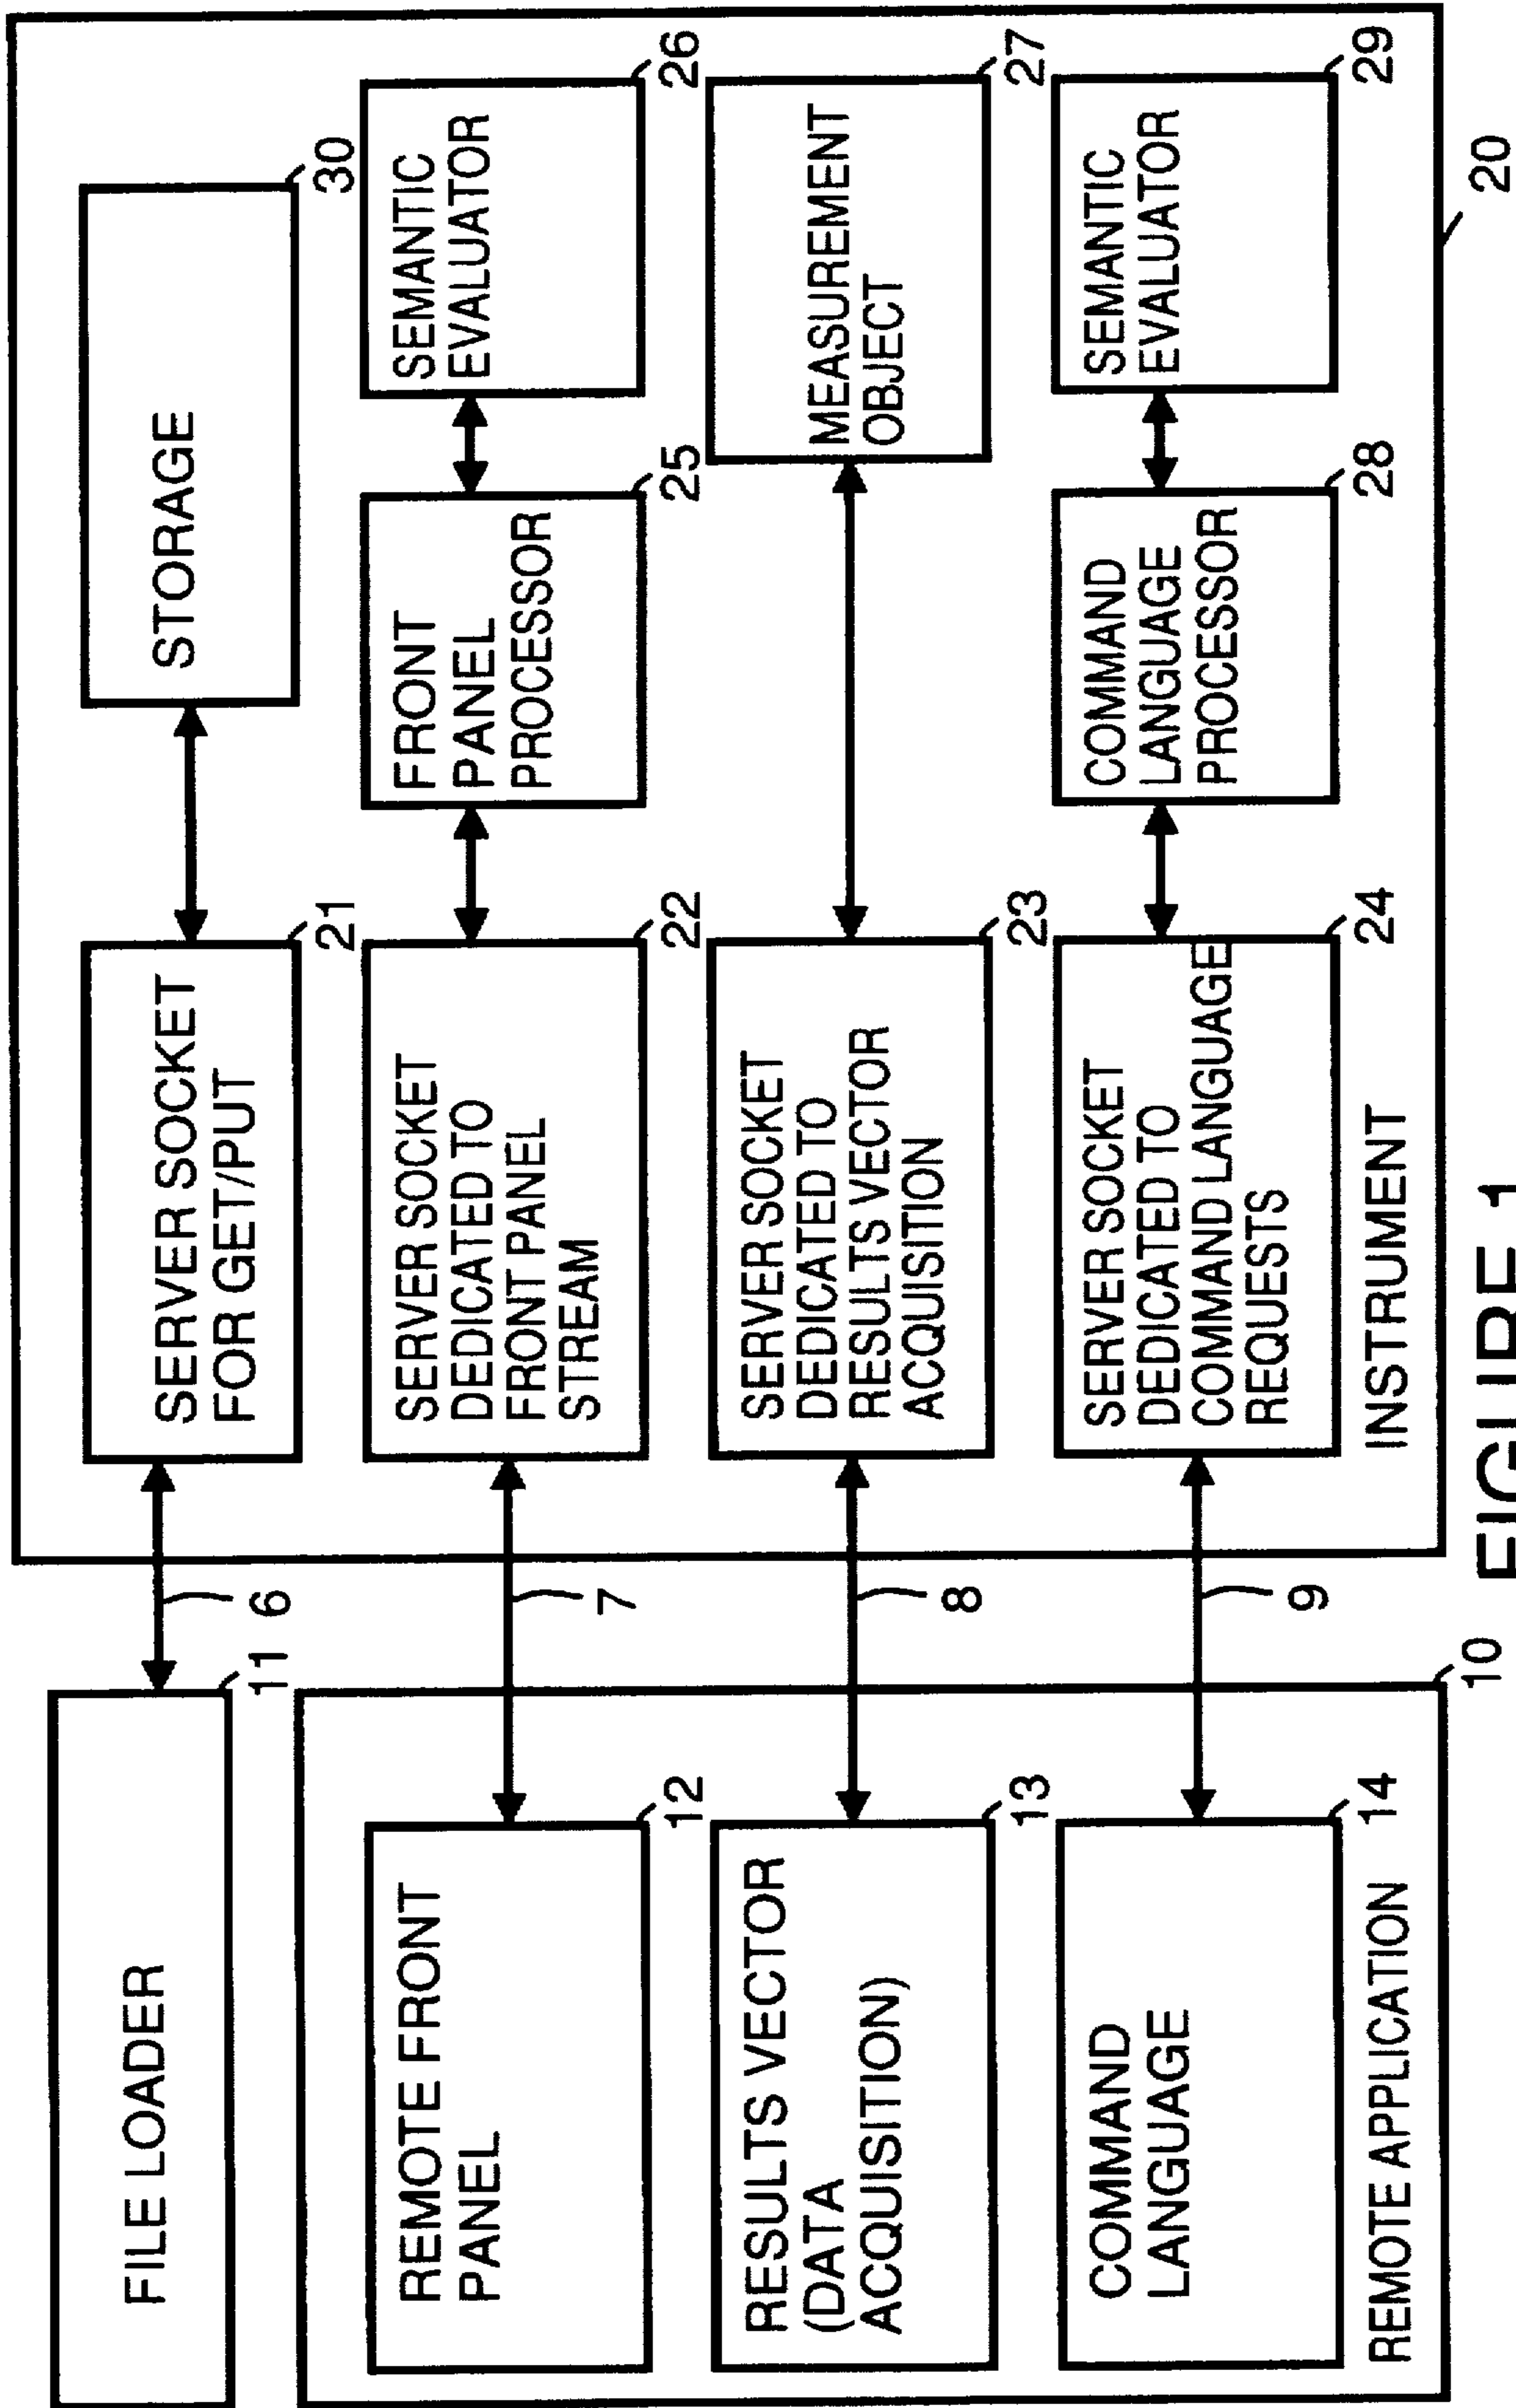 FILE LOADER
11
6
SERVER SOCKET
FOR GET/PUT
21
STORAGE
30
REMOTE FRONT
PANEL
12
7
SERVER SOCKET
DEDICATED TO
FRONT PANEL
STREAM
22
FRONT
PANEL
PROCESSOR
25
SEMANTIC
EVALUATOR
26
RESULTS VECTOR
(DATA
ACQUISITION)
13
8
SERVER SOCKET
DEDICATED TO
RESULTS VECTOR
ACQUISITION
23
MEASUREMENT
OBJECT
27
COMMAND
LANGUAGE
14
9
SERVER SOCKET
DEDICATED TO
COMMAND LANGUAGE
REQUESTS
24
COMMAND
LANGUAGE
PROCESSOR
28
SEMANTIC
EVALUATOR
29
REMOTE APPLICATION
10
INSTRUMENT
20
FIGURE 1